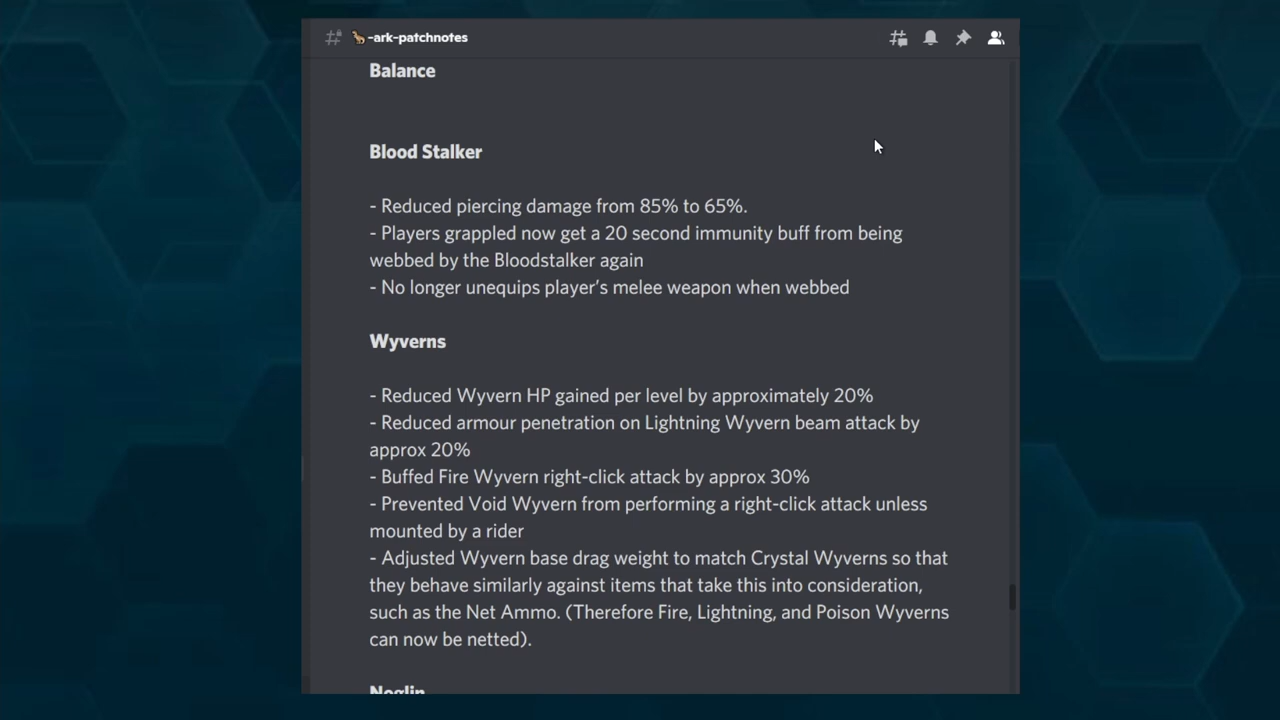 -ark-patchnotes
Balance
Blood Stalker
- Reduced piercing damage from 85% to 65%.
- Players grappled now get a 20 second immunity buff from being
webbed by the Bloodstalker again
- No longer unequips player’s melee weapon when webbed
Wyverns
- Reduced Wyvern HP gained per level by approximately 20%
- Reduced armour penetration on Lightning Wyvern beam attack by
approx 20%
- Buffed Fire Wyvern right-click attack by approx 30%
- Prevented Void Wyvern from performing a right-click attack unless
mounted by a rider
- Adjusted Wyvern base drag weight to match Crystal Wyverns so that
they behave similarly against items that take this into consideration,
such as the Net Ammo. (Therefore Fire, Lightning, and Poison Wyverns
can now be netted).
Noglin